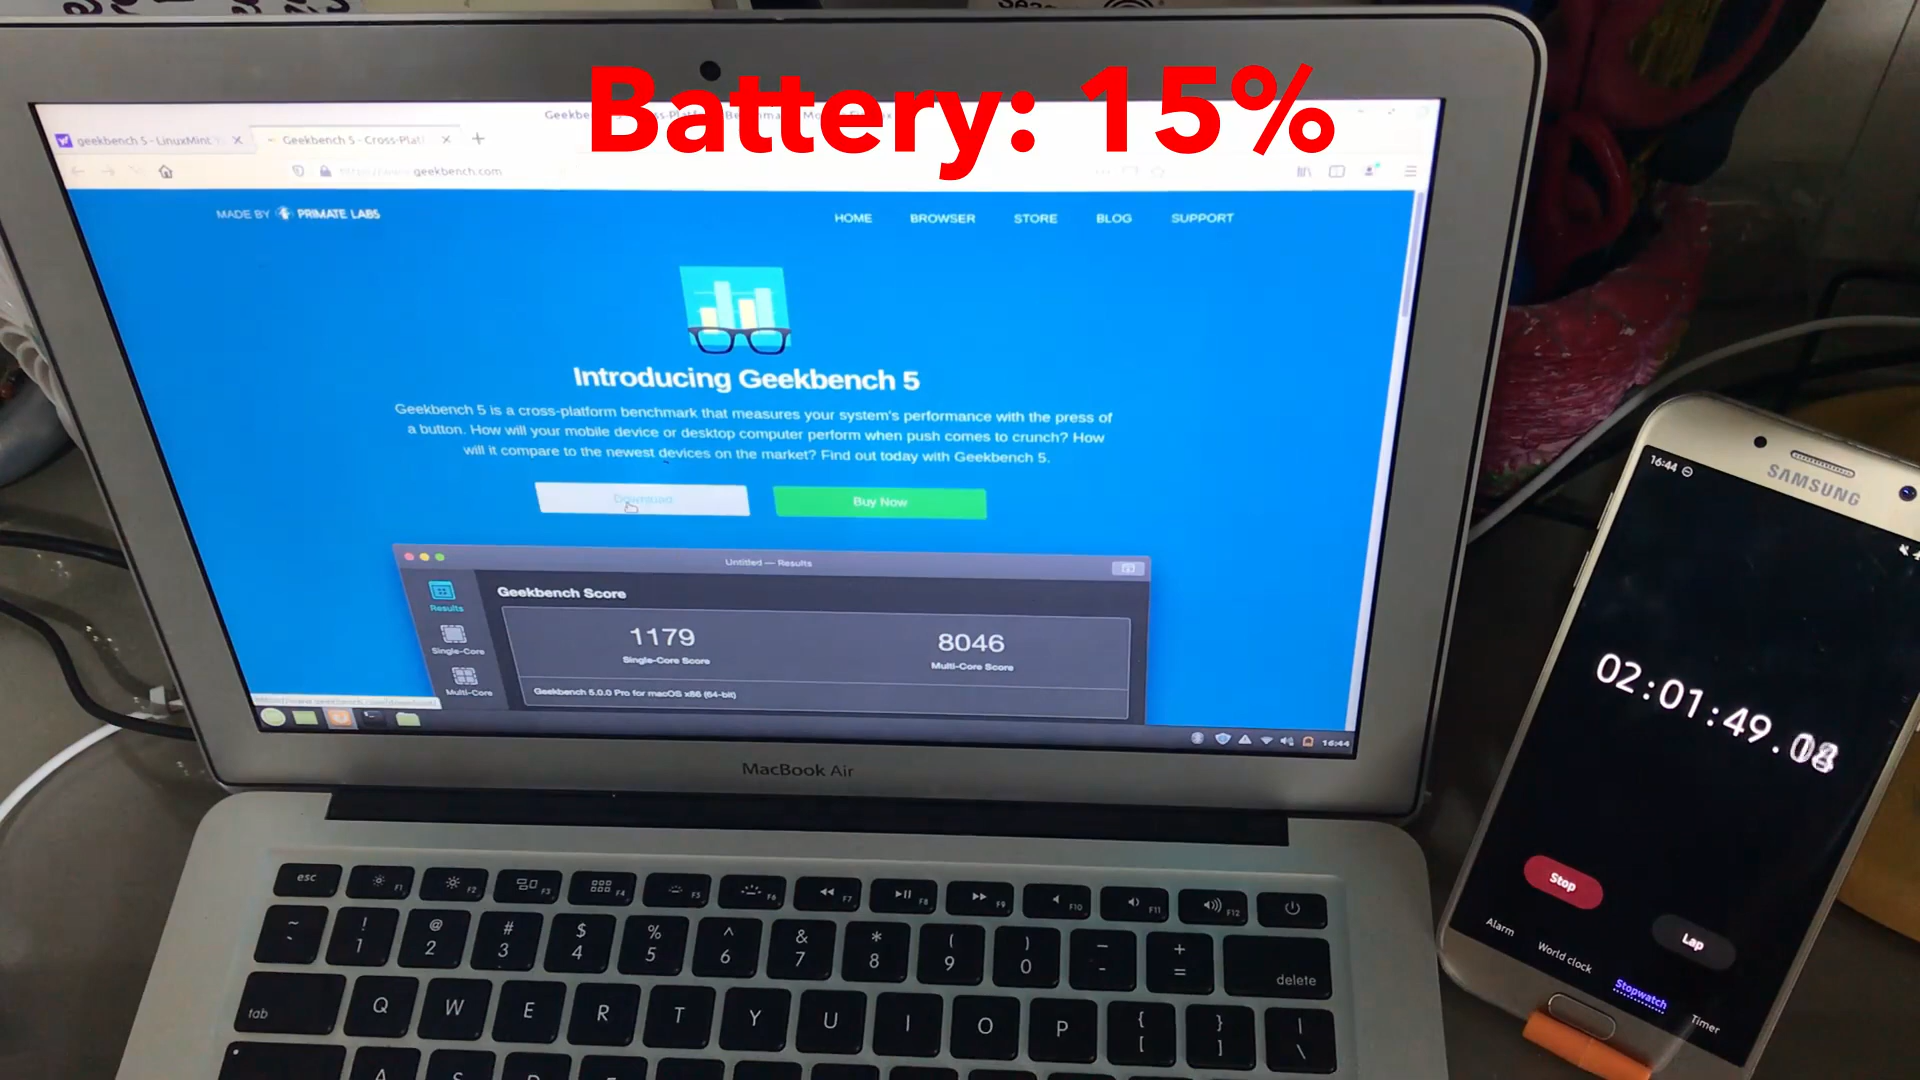 Battery: 15%
geekbench 5 - LinuxMint
Geekbench 5 - Cross-Platf
geekbench.com
MADE BY PRIMATE LABS
HOME BROWSER STORE BLOG SUPPORT
Introducing Geekbench 5
Geekbench 5 is a cross-platform benchmark that measures your system's performance with the press of
a button. How will your mobile device or desktop computer perform when push comes to crunch? How
will it compare to the newest devices on the market? Find out today with Geekbench 5.
Download Buy Now
Untitled — Results
Results
Geekbench Score
1179 8046
Single-Core Score Multi-Core Score
Single-Core
Multi-Core
Geekbench 5.0.0 Pro for macOS x86 (64-bit)
16:44
MacBook Air
esc F1 F2 F3 F4 F5 F6 F7 F8 F9 F10 F11 F12
~ ! @ # $ % ^ & * ( ) _ +
` 1 2 3 4 5 6 7 8 9 0 - = delete
tab Q W E R T Y U I O P { [ } ] | \
A S
SAMSUNG
16:44
02:01:49.
Stop
Lap
Alarm
World clock
Stopwatch
Timer